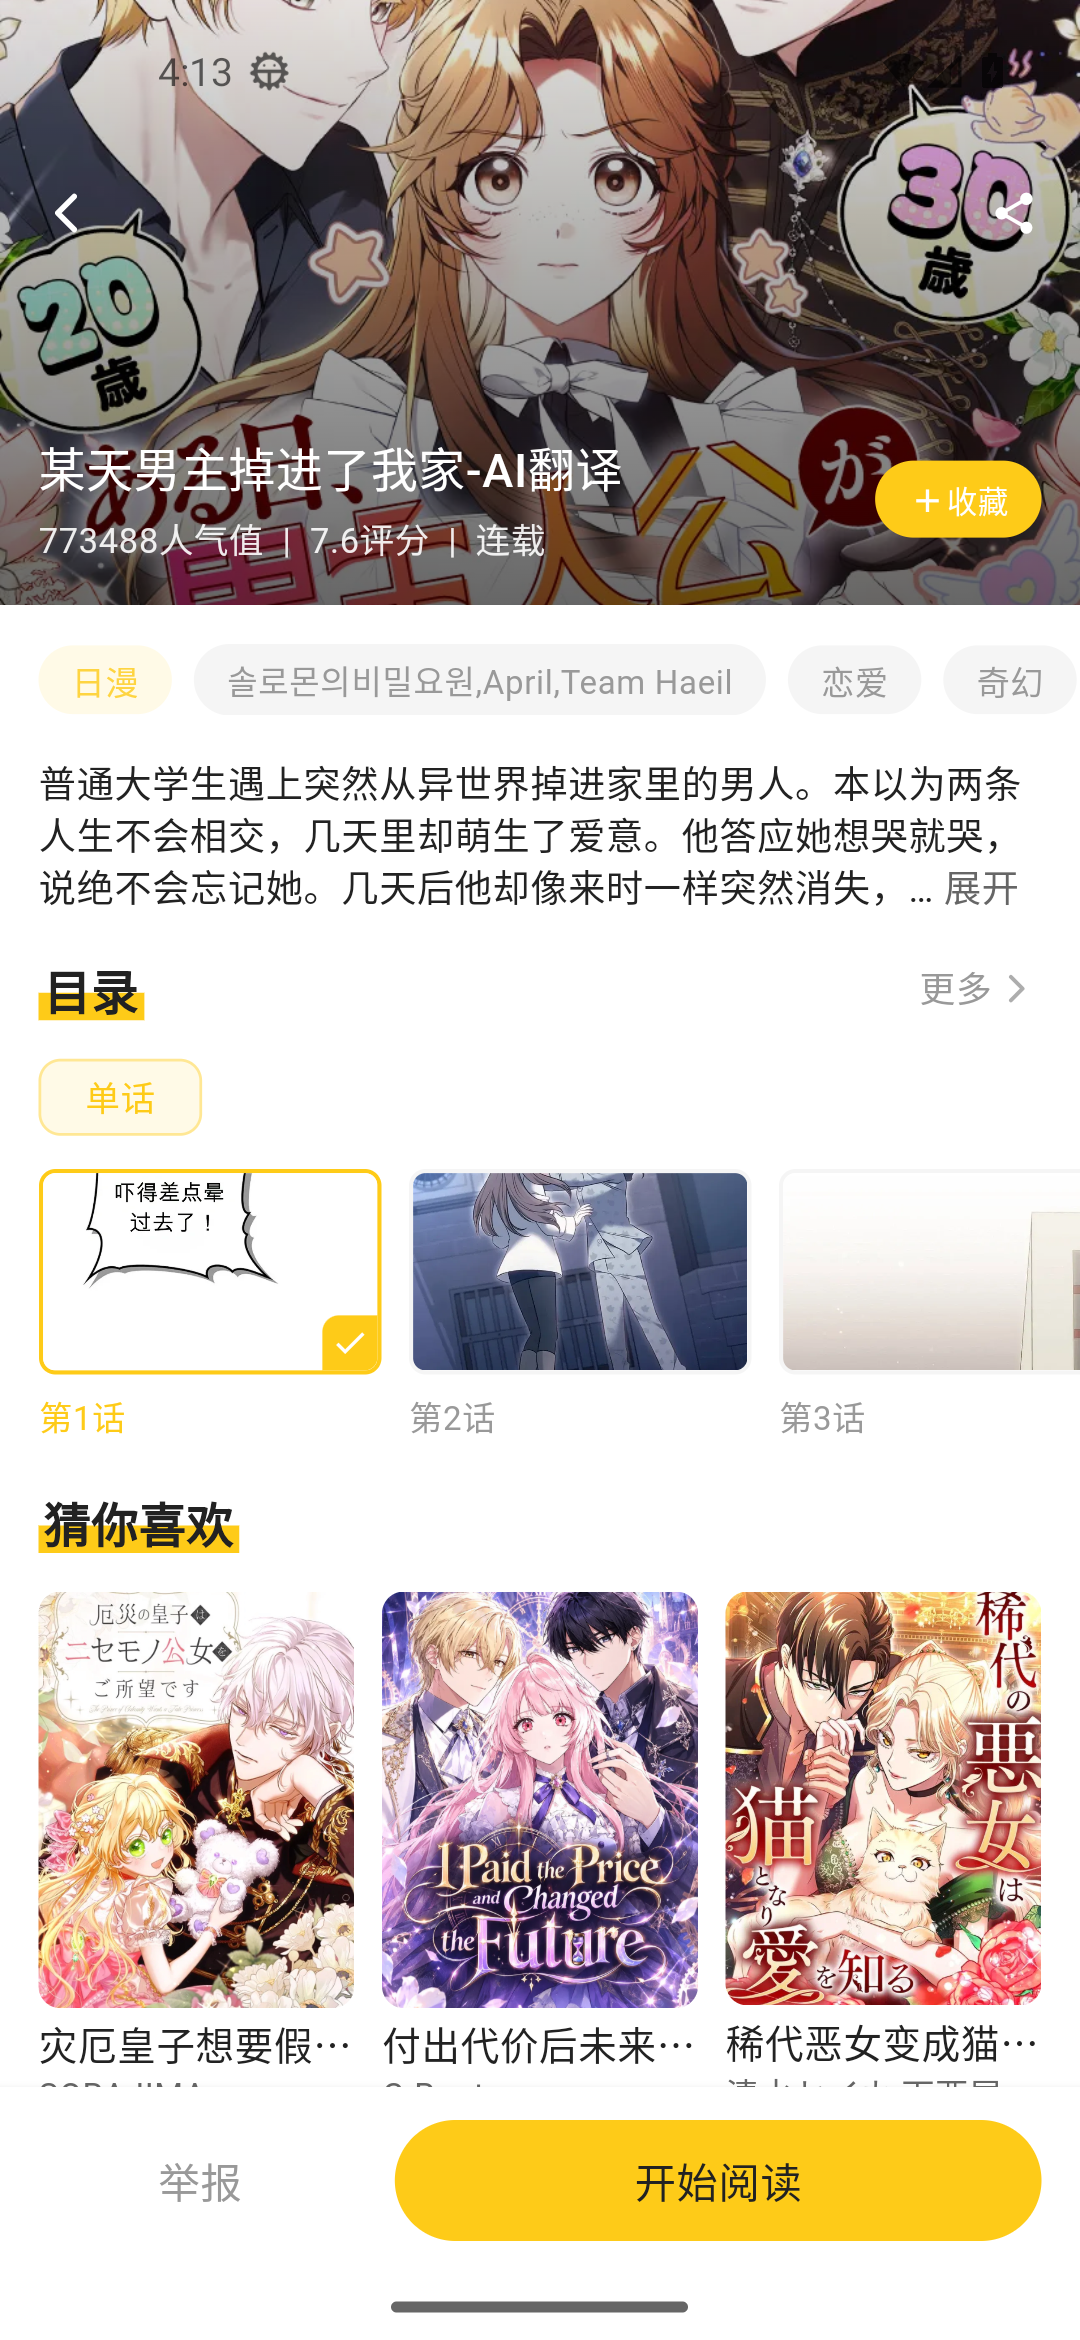 4:13
30
歳
20
歳
ある日、
が
男主人公
某天男主掉进了我家-AI翻译
773488人气值 | 7.6评分 | 连载
+收藏
日漫
솔로몬의비밀요원,April,Team Haeil
恋爱
奇幻
普通大学生遇上突然从异世界掉进家里的男人。本以为两条
人生不会相交，几天里却萌生了爱意。他答应她想哭就哭，
说绝不会忘记她。几天后他却像来时一样突然消失，... 展开
目录
更多
单话
吓得差点晕
过去了！
第1话
第2话
第3话
猜你喜欢
厄災の皇子は
ニセモノ公女を
ご所望です
I Paid the Price
and Changed
the Future
稀代の
悪女は
猫となり
愛を知る
灾厄皇子想要假…
付出代价后未来…
稀代恶女变成猫…
举报
开始阅读